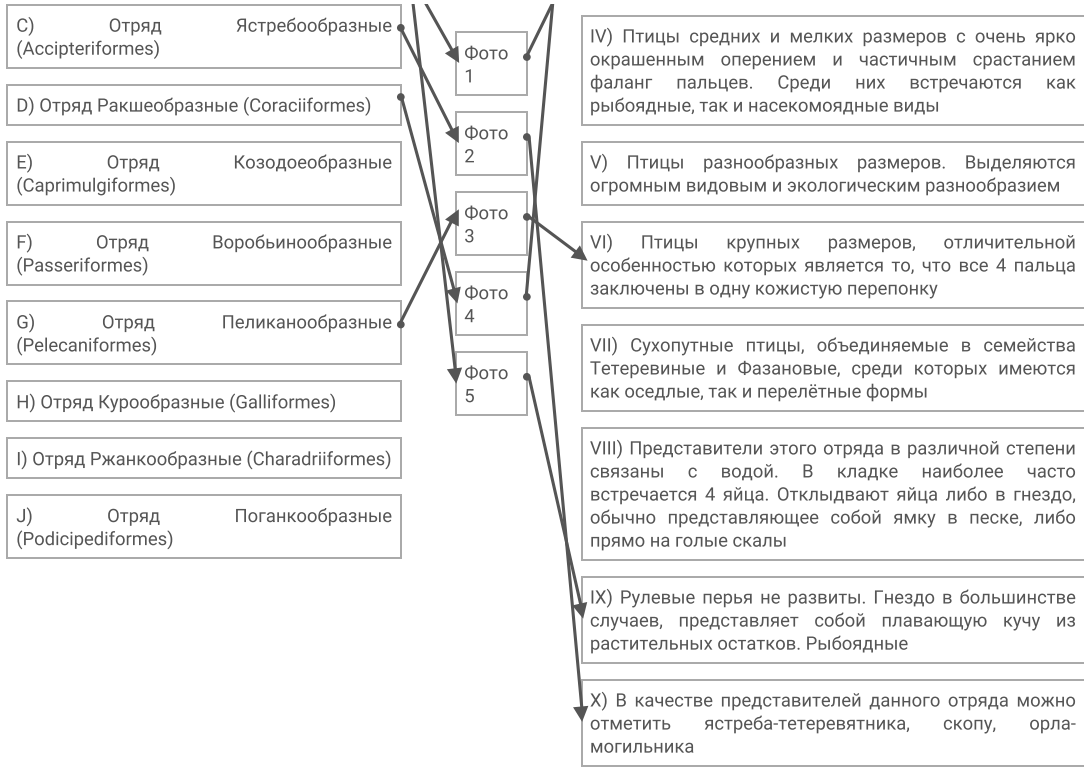 C) Отряд Ястребообразные
(Accipiteriformes)
D) Отряд Ракшеобразные (Coraciiformes)
E) Отряд Козодоеобразные
(Caprimulgiformes)
F) Отряд Воробьинообразные
(Passeriformes)
G) Отряд Пеликанообразные
(Pelecaniformes)
H) Отряд Курообразные (Galliformes)
I) Отряд Ржанкообразные (Charadriiformes)
J) Отряд Поганкообразные
(Podicipediformes)
Фото
1
Фото
2
Фото
3
Фото
4
Фото
5
IV) Птицы средних и мелких размеров с очень ярко
окрашенным оперением и частичным срастанием
фаланг пальцев. Среди них встречаются как
рыбоядные, так и насекомоядные виды
V) Птицы разнообразных размеров. Выделяются
огромным видовым и экологическим разнообразием
VI) Птицы крупных размеров, отличительной
особенностью которых является то, что все 4 пальца
заключены в одну кожистую перепонку
VII) Сухопутные птицы, объединяемые в семейства
Тетеревиные и Фазановые, среди которых имеются
как оседлые, так и перелётные формы
VIII) Представители этого отряда в различной степени
связаны с водой. В кладке наиболее часто
встречается 4 яйца. Отклыдвают яйца либо в гнездо,
обычно представляющее собой ямку в песке, либо
прямо на голые скалы
IX) Рулевые перья не развиты. Гнездо в большинстве
случаев, представляет собой плавающую кучу из
растительных остатков. Рыбоядные
X) В качестве представителей данного отряда можно
отметить ястреба-тетеревятника, скопу, орла-
могильника